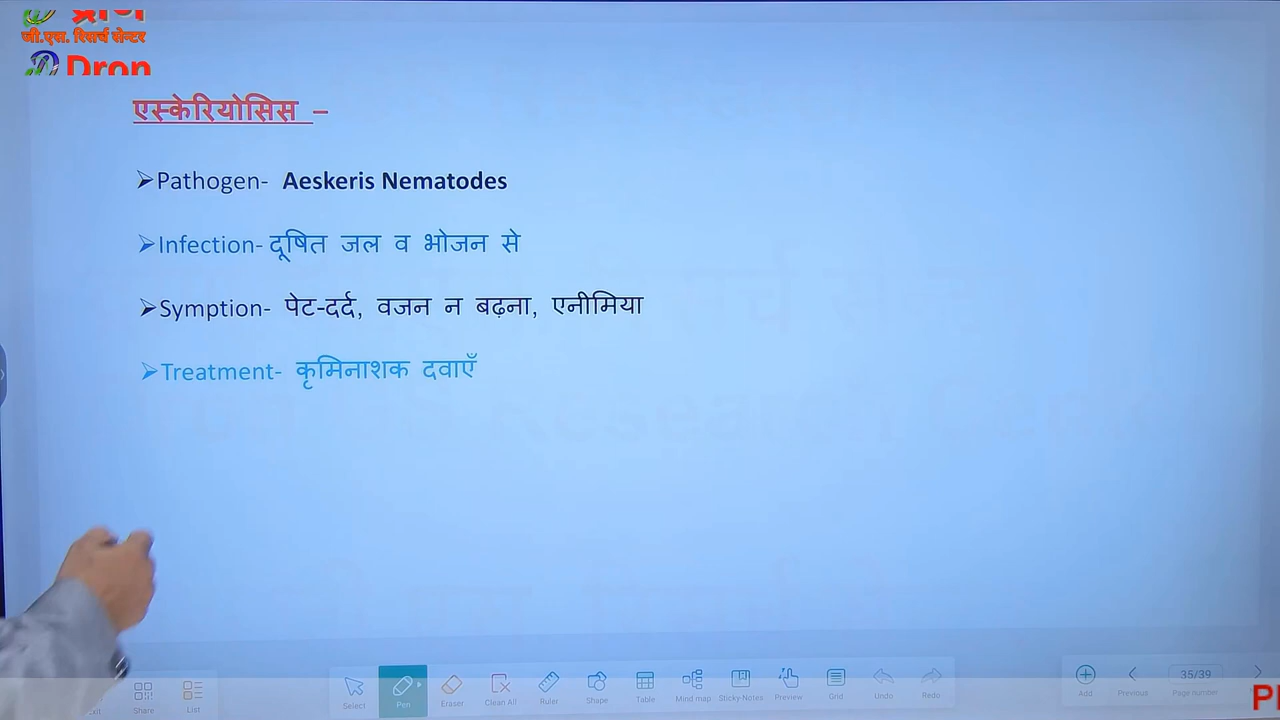 जी.एस. रिसर्च सेन्टर
Dron
एस्केरियोसिस –
➢Pathogen- Aeskeris Nematodes
➢Infection- दूषित जल व भोजन से
➢Symption- पेट-दर्द, वजन न बढ़ना, एनीमिया
➢Treatment- कृमिनाशक दवाएँ
Share List Select Pen Eraser Clean All Ruler Shape Table Mind map Sticky-Notes Preview Grid Undo Redo Add Previous 35/39 Page number